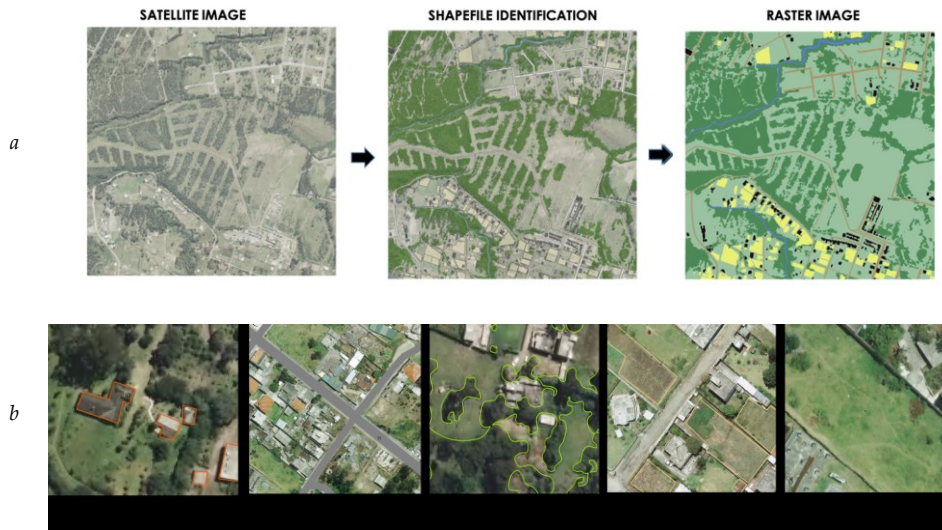 SATELLITE IMAGE
SHAPEFILE IDENTIFICATION
RASTER IMAGE
a
b